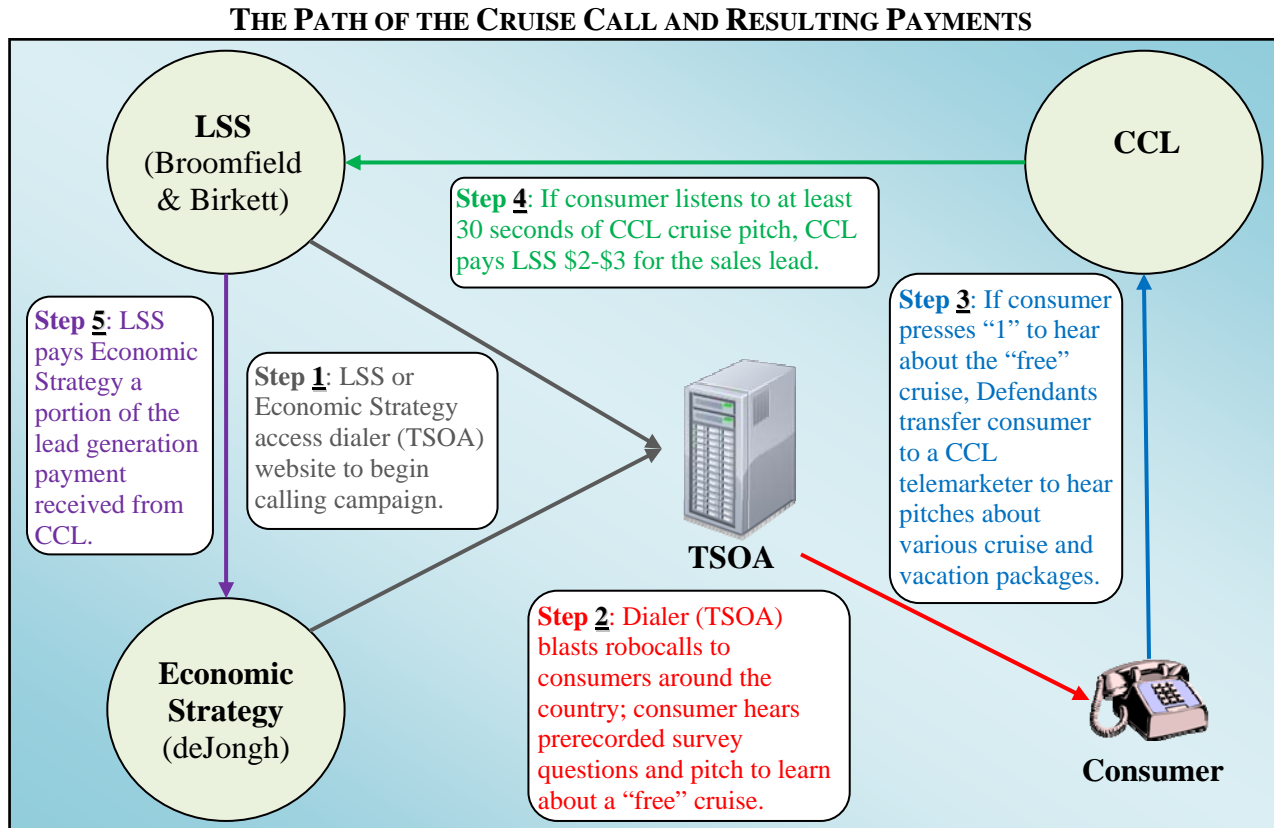 THE PATH OF THE CRUISE CALL AND RESULTING PAYMENTS
LSS
(Broomfield
& Birkett)
CCL
Step 4: If consumer listens to at least
30 seconds of CCL cruise pitch, CCL
pays LSS $2-$3 for the sales lead.
Step 5: LSS
pays Economic
Strategy a
portion of the
lead generation
payment
received from
CCL.
Step 1: LSS or
Economic Strategy
access dialer (TSOA)
website to begin
calling campaign.
Step 3: If consumer
presses “1” to hear
about the “free”
cruise, Defendants
transfer consumer
to a CCL
telemarketer to hear
pitches about
various cruise and
vacation packages.
TSOA
Step 2: Dialer (TSOA)
blasts robocalls to
consumers around the
country; consumer hears
prerecorded survey
questions and pitch to learn
about a “free” cruise.
Economic
Strategy
(deJongh)
Consumer